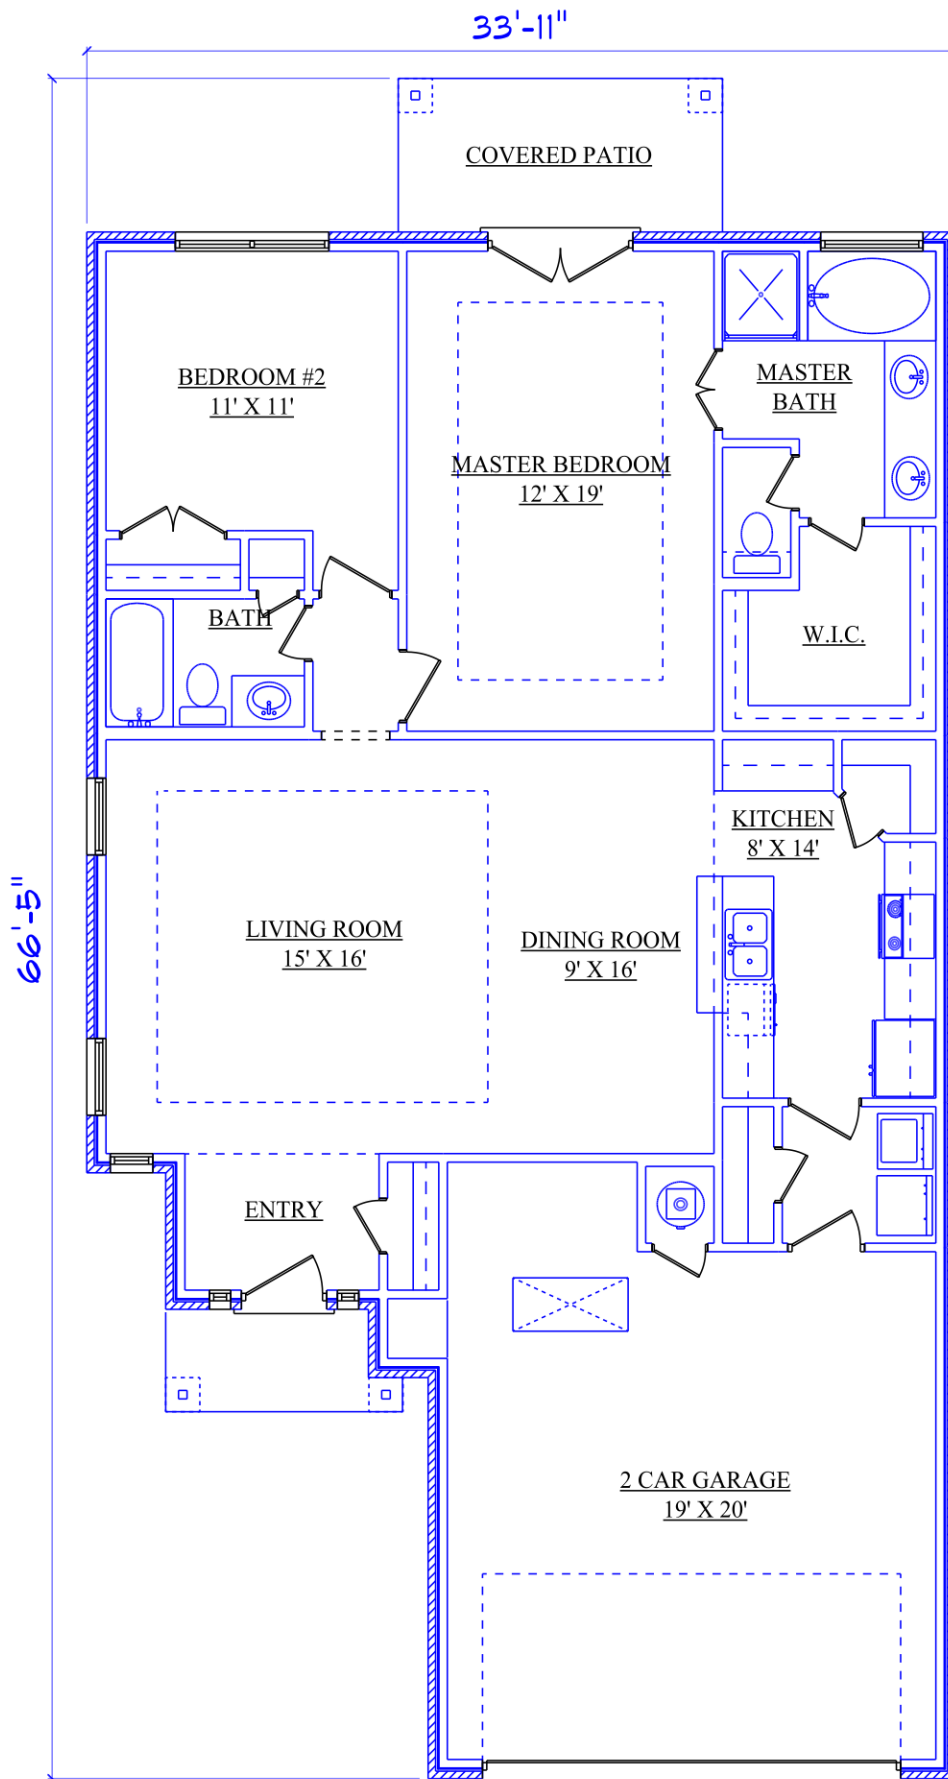 33'-11"
COVERED PATIO
BEDROOM #2
11' X 11'
MASTER BEDROOM
12' X 19'
MASTER
BATH
BATH
W.I.C.
66'-5"
LIVING ROOM
15' X 16'
DINING ROOM
9' X 16'
KITCHEN
8' X 14'
ENTRY
2 CAR GARAGE
19' X 20'